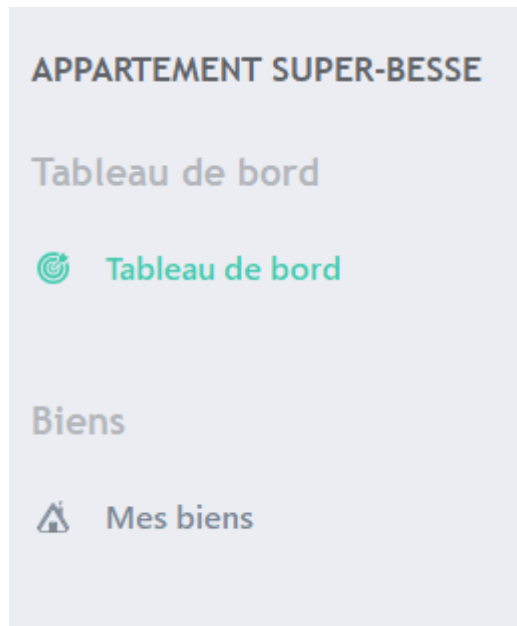 APPARTEMENT SUPER-BESSE
Tableau de bord
Tableau de bord
Biens
Mes biens